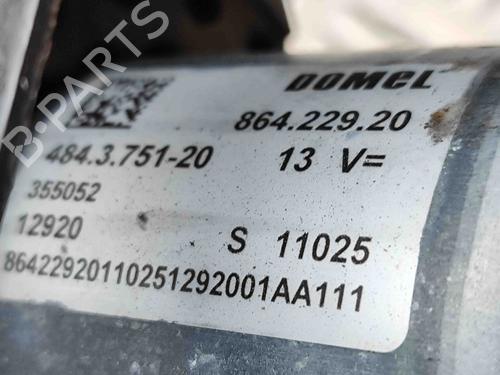 DOMEL
864.229.20
484.3.751-20 13 V=
355052
12920 S 11025
86422920110251292001AA111
B-PARTS